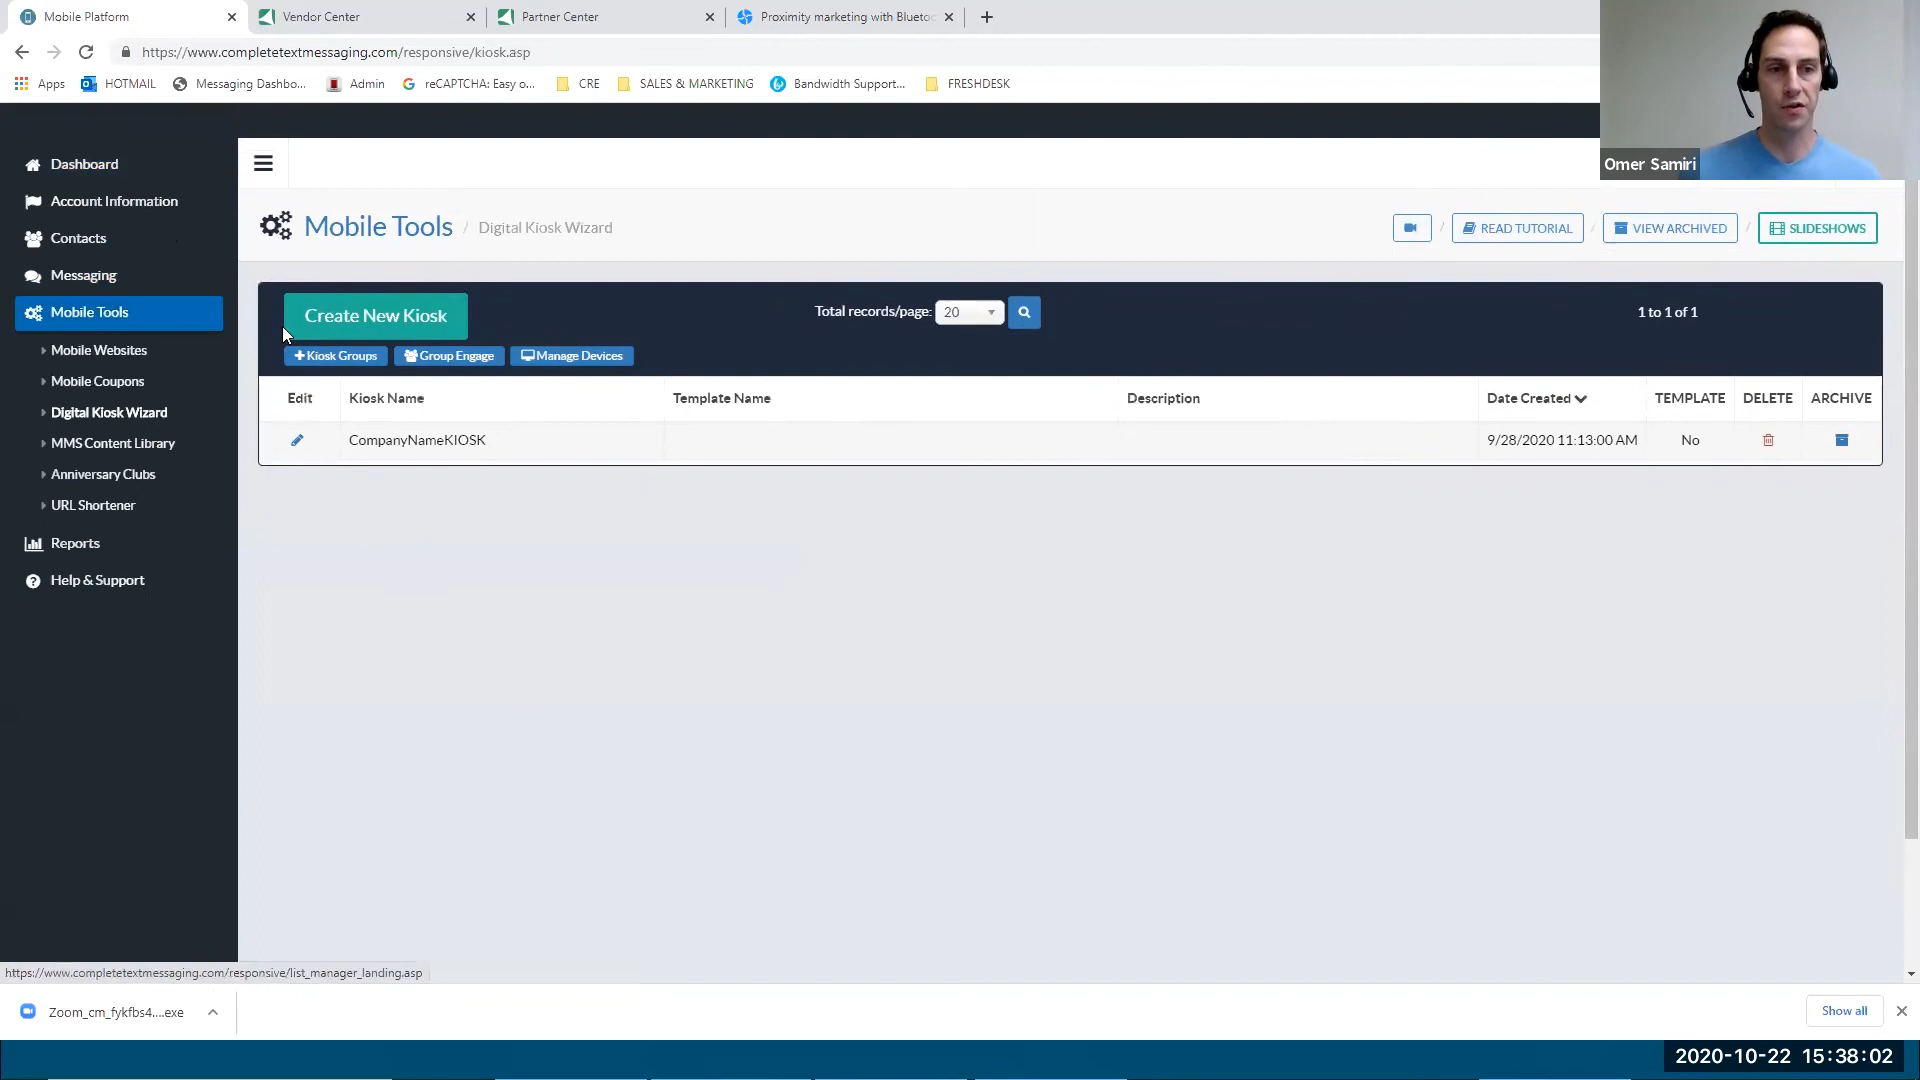 Mobile Platform
Vendor Center
Partner Center
Proximity marketing with Bluetoo
https://www.completetextmessaging.com/responsive/kiosk.asp
Apps
HOTMAIL
Messaging Dashbo...
Admin
reCAPTCHA: Easy o...
CRE
SALES & MARKETING
Bandwidth Support...
FRESHDESK
Omer Samiri
Dashboard
Account Information
Contacts
Messaging
Mobile Tools
Mobile Websites
Mobile Coupons
Digital Kiosk Wizard
MMS Content Library
Anniversary Clubs
URL Shortener
Reports
Help & Support
Mobile Tools / Digital Kiosk Wizard
/ READ TUTORIAL / VIEW ARCHIVED / SLIDESHOWS
Create New Kiosk
Total records/page: 20
1 to 1 of 1
Kiosk Groups Group Engage Manage Devices
Edit Kiosk Name Template Name Description Date Created TEMPLATE DELETE ARCHIVE
CompanyNameKIOSK 9/28/2020 11:13:00 AM No
https://www.completetextmessaging.com/responsive/list_manager_landing.asp
Zoom_cm_fykfbs4....exe
Show all
2020-10-22 15:38:02